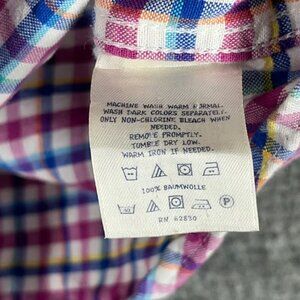 MACHINE WASH WARM NORMAL.
WASH DARK COLORS SEPARATELY.
ONLY NON-CHLORINE BLEACH WHEN
NEEDED.
REMOVE PROMPTLY.
TUMBLE DRY LOW.
WARM IRON IF NEEDED.
100% BAUMWOLLE
P
RN 62830